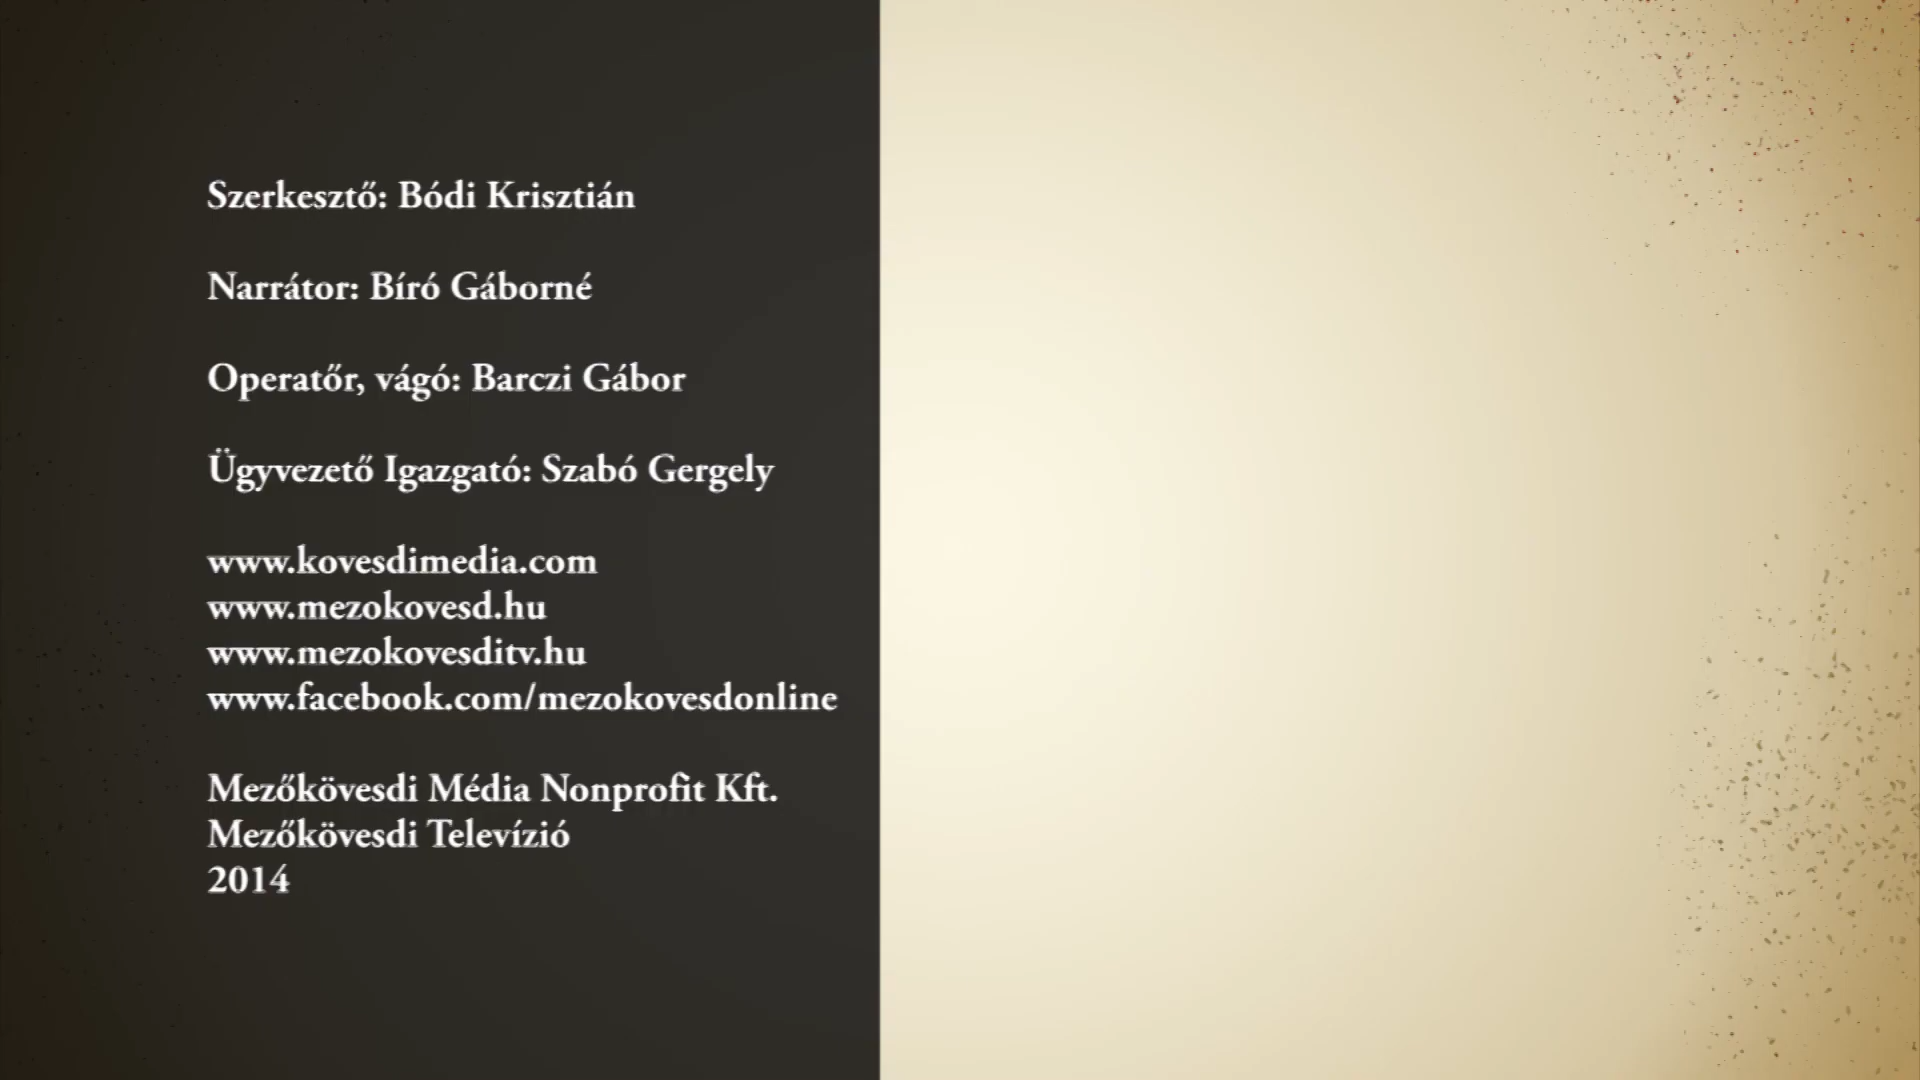 Szerkesztő: Bódi Krisztián
Narrátor: Bíró Gáborné
Operatőr, vágó: Barczi Gábor
Ügyvezető Igazgató: Szabó Gergely
www.kovesdimedia.com
www.mezokovesd.hu
www.mezokovesditv.hu
www.facebook.com/mezokovesdonline
Mezőkövesdi Média Nonprofit Kft.
Mezőkövesdi Televízió
2014